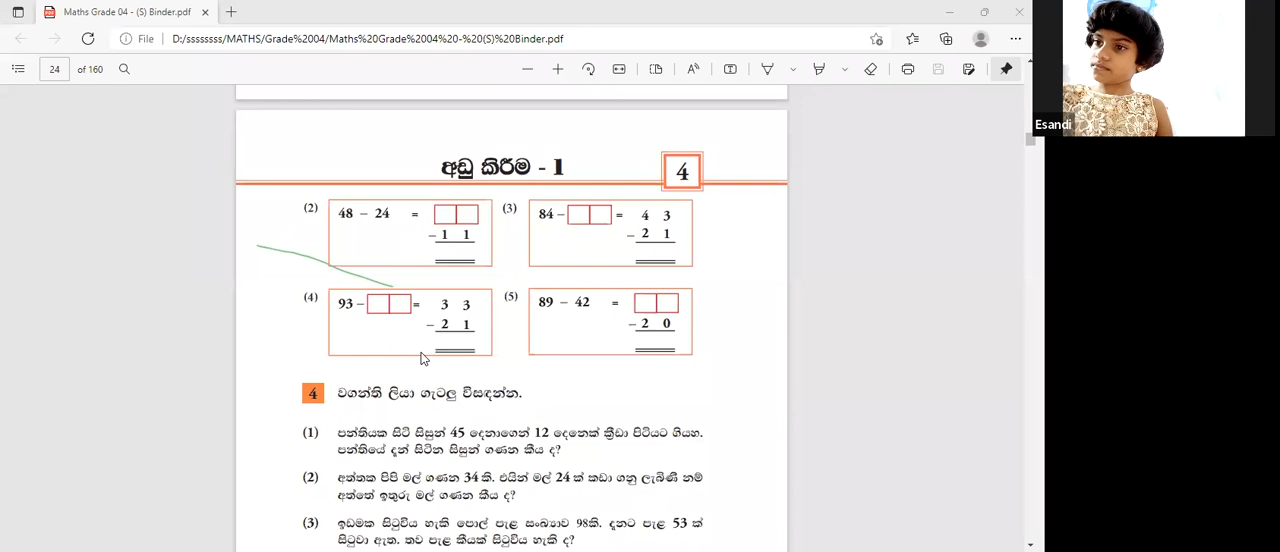 Maths Grade 04 - (S) Binder.pdf
File D:/ssssssss/MATHS/Grade%2004/Maths%20Grade%2004%20-%20(S)%20Binder.pdf
24 of 160
Esandi
අඩු කිරීම - 1 4
(2) 48 – 24 = (3) 84 – = 4 3
– 1 1 – 2 1
(4) 93 – = 3 3 (5) 89 – 42 =
– 2 1 – 2 0
4 වගන්ති ලියා ගැටලු විසඳන්න.
(1) පන්තියක සිටි සිසුන් 45 දෙනාගෙන් 12 දෙනෙක් ක්‍රීඩා පිටියට ගියහ.
පන්තියේ දැන් සිටින සිසුන් ගණන කීය ද?
(2) අත්තක පිපි මල් ගණන 34 කි. එයින් මල් 24 ක් කඩා ගනු ලැබිණි නම්
අත්තේ ඉතුරු මල් ගණන කීය ද?
(3) ඉඩමක සිටුවිය හැකි පොල් පැළ සංඛ්‍යාව 98කි. දැනට පැළ 53 ක්
සිටුවා ඇත. තව පැළ කීයක් සිටුවිය හැකි ද?